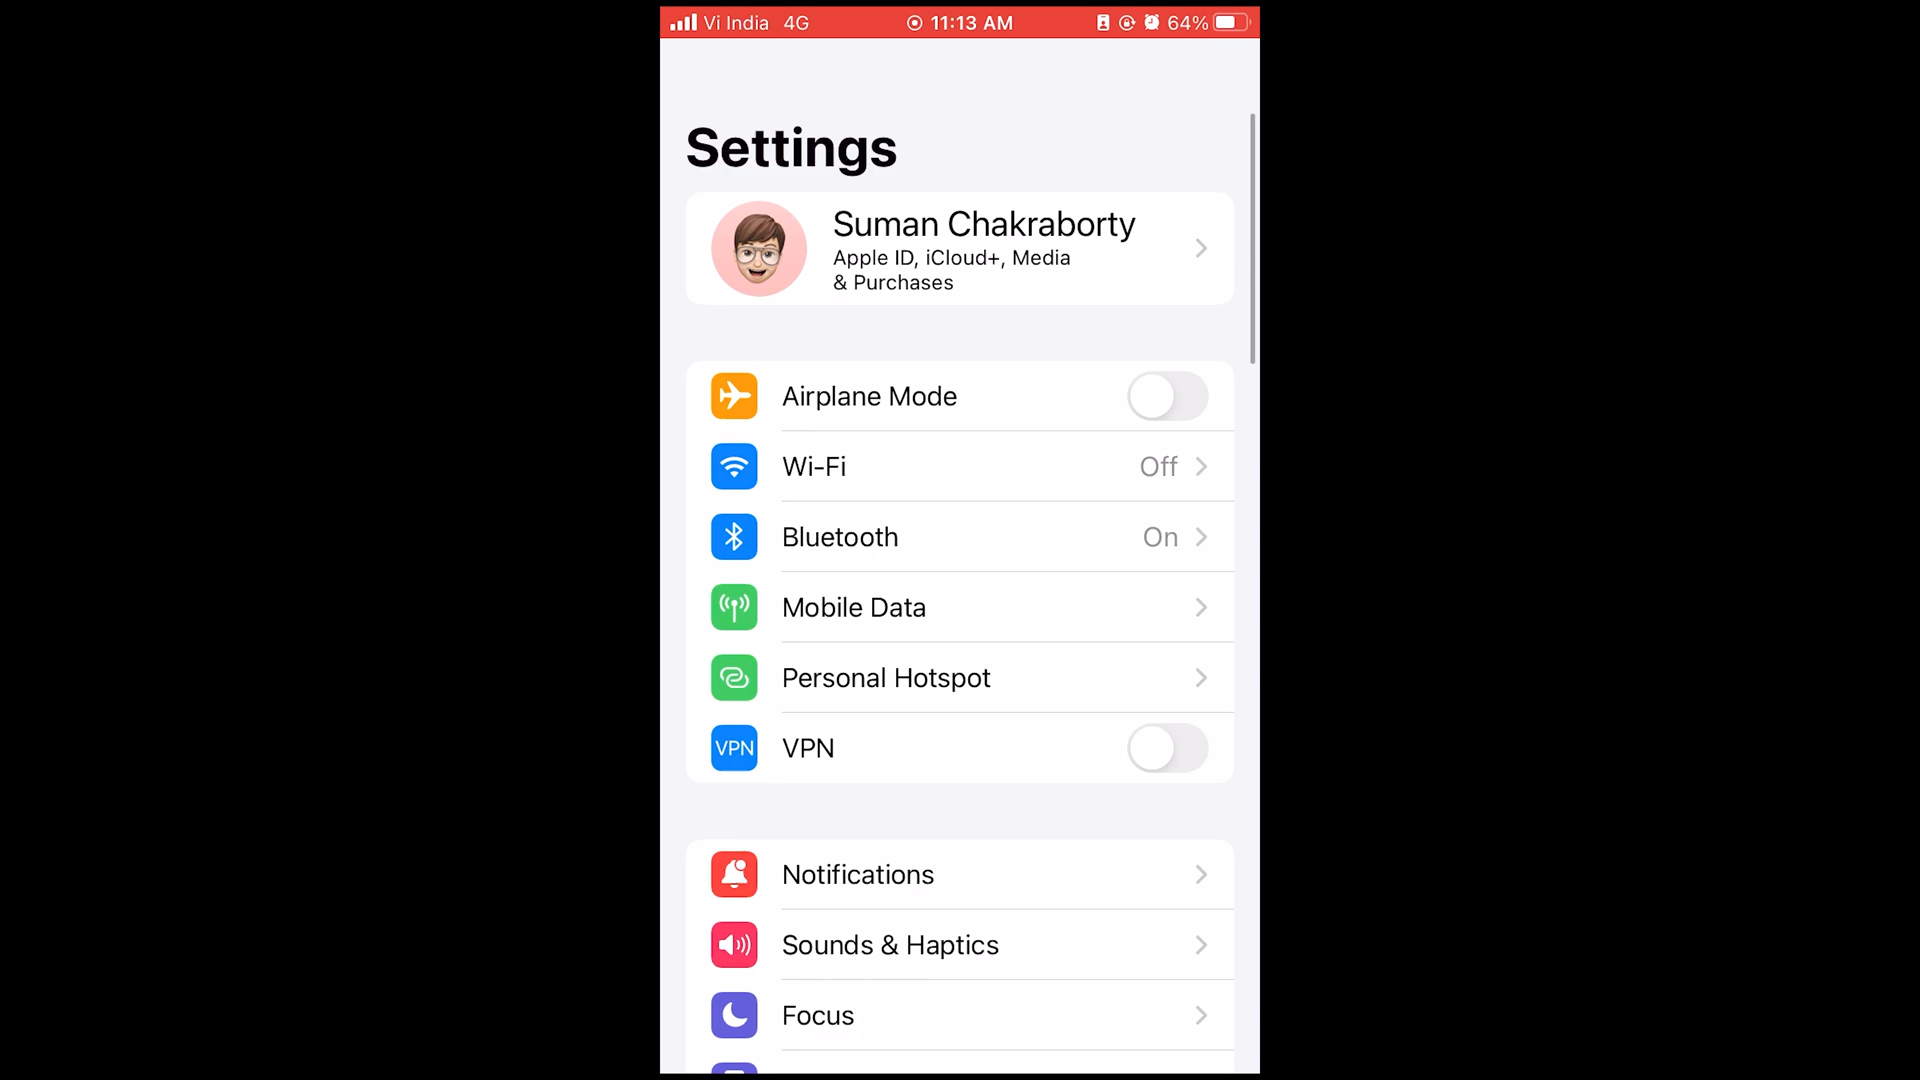 Vi India 4G 11:13 AM 64%
Settings
Suman Chakraborty
Apple ID, iCloud+, Media
& Purchases
Airplane Mode
Wi-Fi Off
Bluetooth On
Mobile Data
Personal Hotspot
VPN VPN
Notifications
Sounds & Haptics
Focus